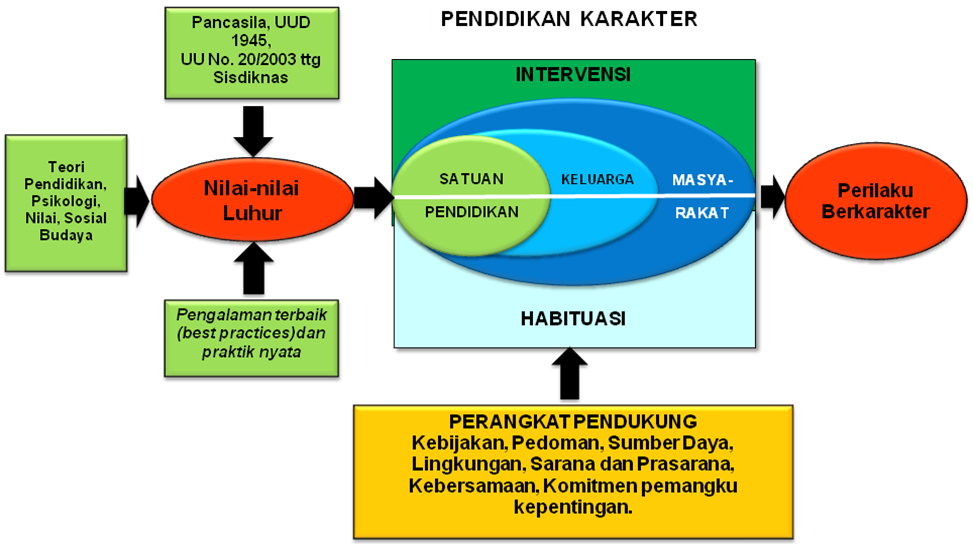 PENDIDIKAN KARAKTER
Pancasila, UUD
1945,
UU No. 20/2003 ttg
Sisdiknas
INTERVENSI
Teori
Pendidikan,
Psikologi,
Nilai, Sosial
Budaya
Nilai-nilai
Luhur
SATUAN
PENDIDIKAN
KELUARGA
MASYA-
RAKAT
Perilaku
Berkarakter
HABITUASI
Pengalaman terbaik
(best practices)dan
praktik nyata
PERANGKAT PENDUKUNG
Kebijakan, Pedoman, Sumber Daya,
Lingkungan, Sarana dan Prasarana,
Kebersamaan, Komitmen pemangku
kepentingan.